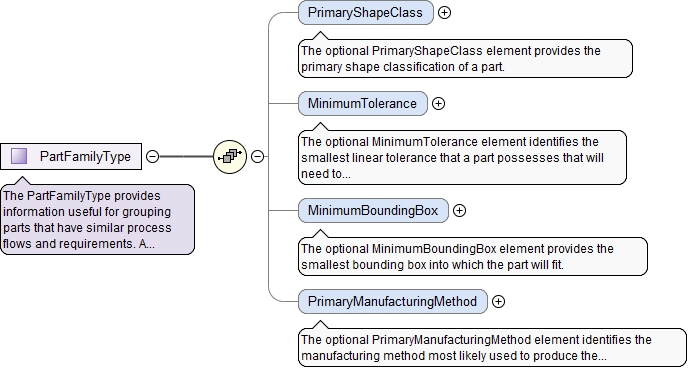 PrimaryShapeClass
The optional PrimaryShapeClass element provides the
primary shape classification of a part.
MinimumTolerance
The optional MinimumTolerance element identifies the
smallest linear tolerance that a part possesses that will
need to...
PartFamilyType
The PartFamilyType provides
information useful for grouping
parts that have similar process
flows and requirements. A...
MinimumBoundingBox
The optional MinimumBoundingBox element provides the
smallest bounding box into which the part will fit.
PrimaryManufacturingMethod
The optional PrimaryManufacturingMethod element identifies the
manufacturing method most likely used to produce the...